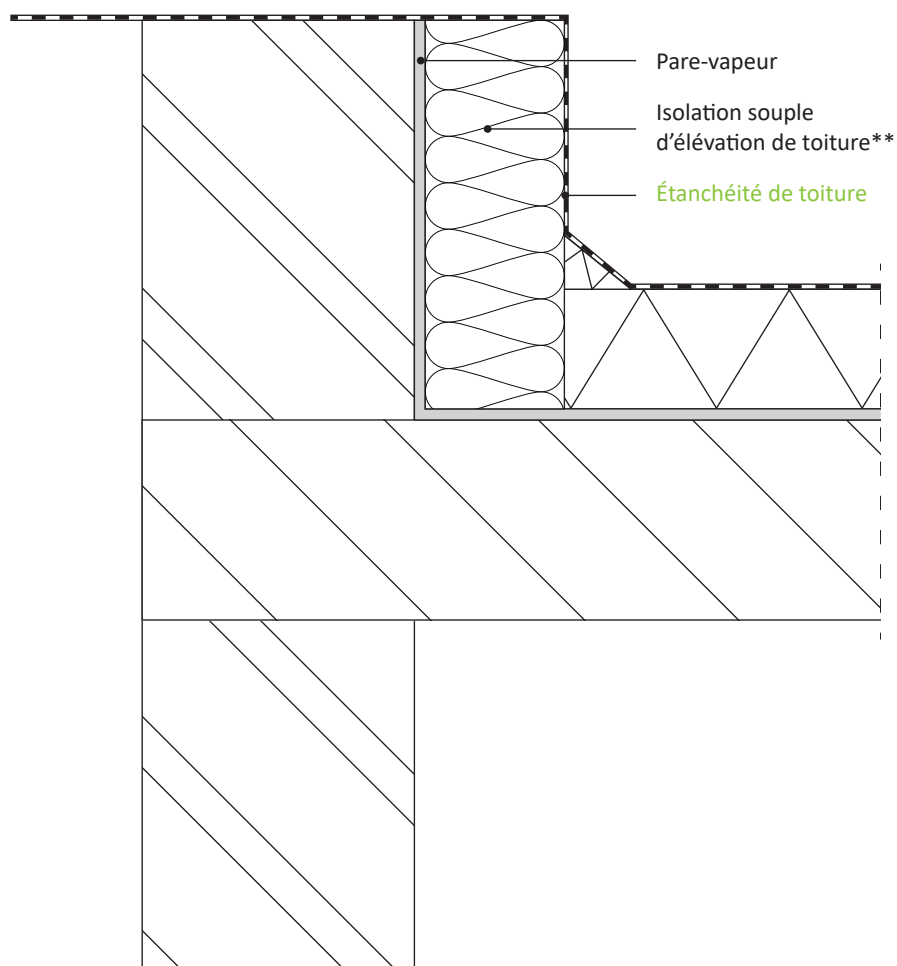 Pare-vapeur
Isolation souple
d'élévation de toiture**
Étanchéité de toiture